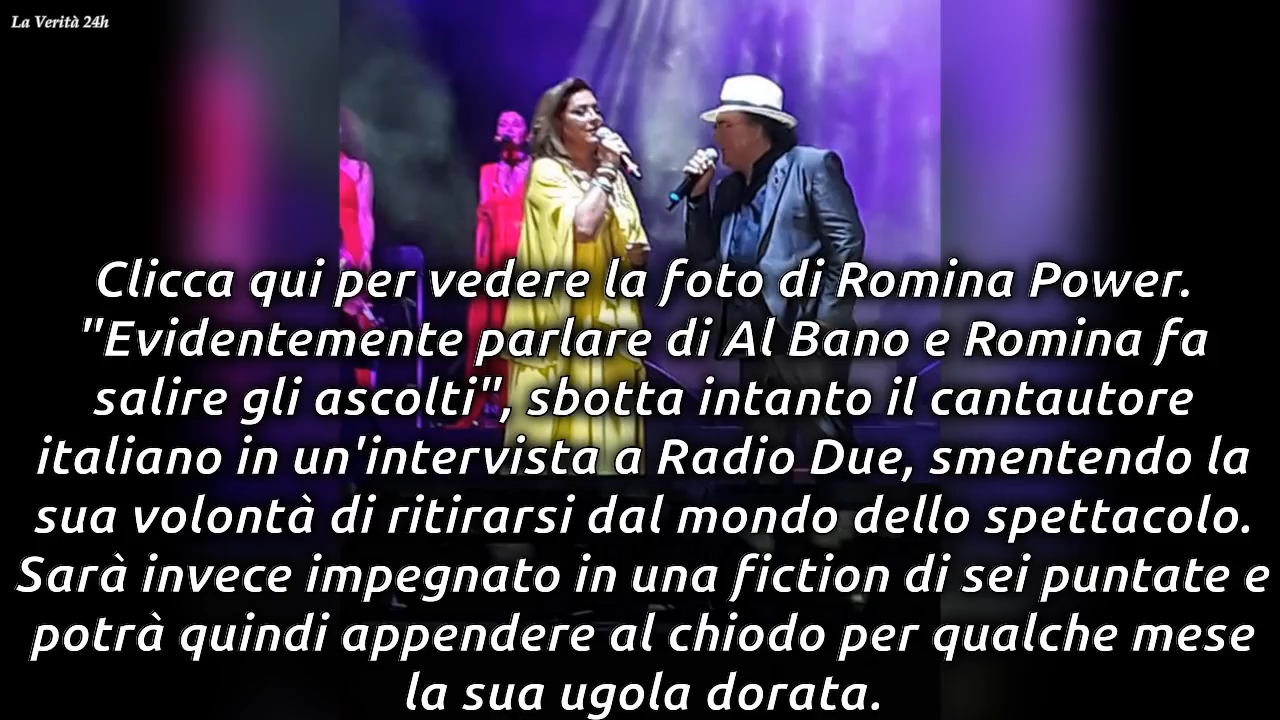 La Verità 24h
Clicca qui per vedere la foto di Romina Power.
"Evidentemente parlare di Al Bano e Romina fa
salire gli ascolti", sbotta intanto il cantautore
italiano in un'intervista a Radio Due, smentendo la
sua volontà di ritirarsi dal mondo dello spettacolo.
Sarà invece impegnato in una fiction di sei puntate e
potrà quindi appendere al chiodo per qualche mese
la sua ugola dorata.